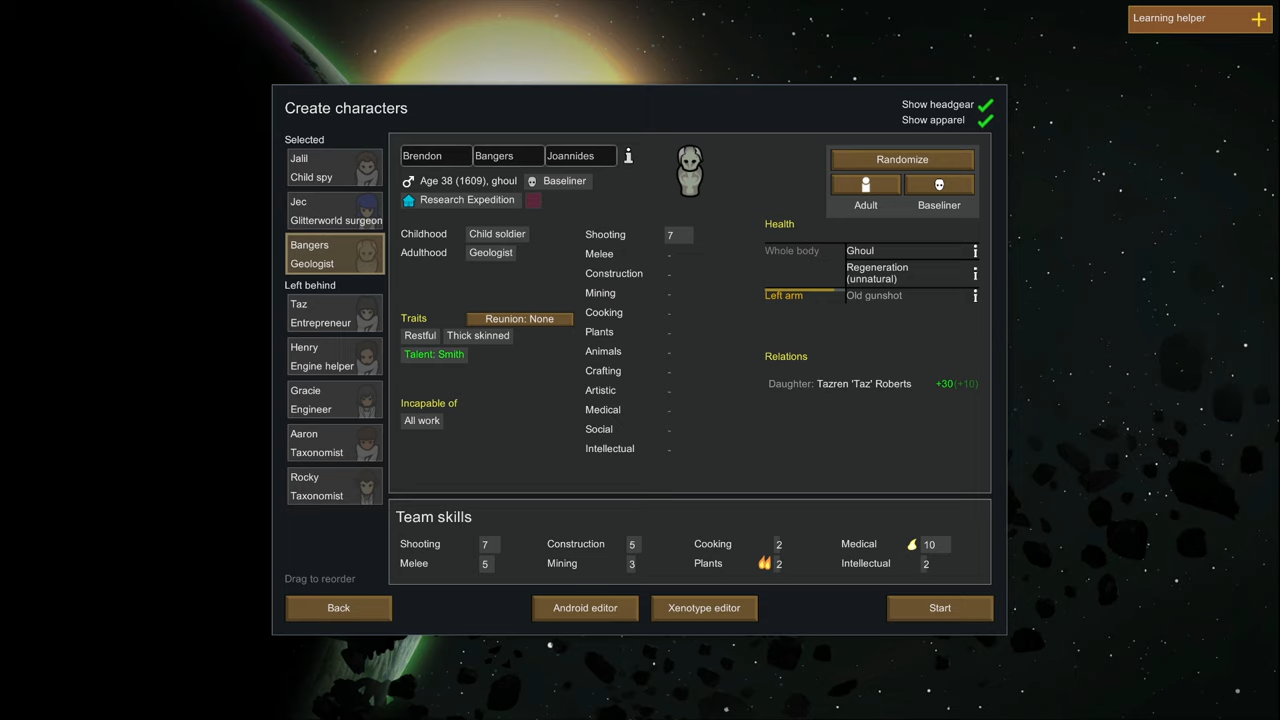 Learning helper
Create characters
Show headgear
Show apparel
Selected
Jalil
Child spy
Jec
Glitterworld surgeon
Bangers
Geologist
Left behind
Taz
Entrepreneur
Henry
Engine helper
Gracie
Engineer
Aaron
Taxonomist
Rocky
Taxonomist
Drag to reorder
Brendon Bangers Joannides
Age 38 (1609), ghoul Baseliner
Research Expedition
Childhood Child soldier
Adulthood Geologist
Traits Reunion: None
Restful Thick skinned
Talent: Smith
Incapable of
All work
Shooting 7
Melee -
Construction -
Mining -
Cooking -
Plants -
Animals -
Crafting -
Artistic -
Medical -
Social -
Intellectual -
Randomize
Adult Baseliner
Health
Whole body Ghoul
Regeneration
(unnatural)
Left arm Old gunshot
Relations
Daughter: Tazren 'Taz' Roberts +30(+10)
Team skills
Shooting 7 Construction 5 Cooking 2 Medical 10
Melee 5 Mining 3 Plants 2 Intellectual 2
Back Android editor Xenotype editor Start